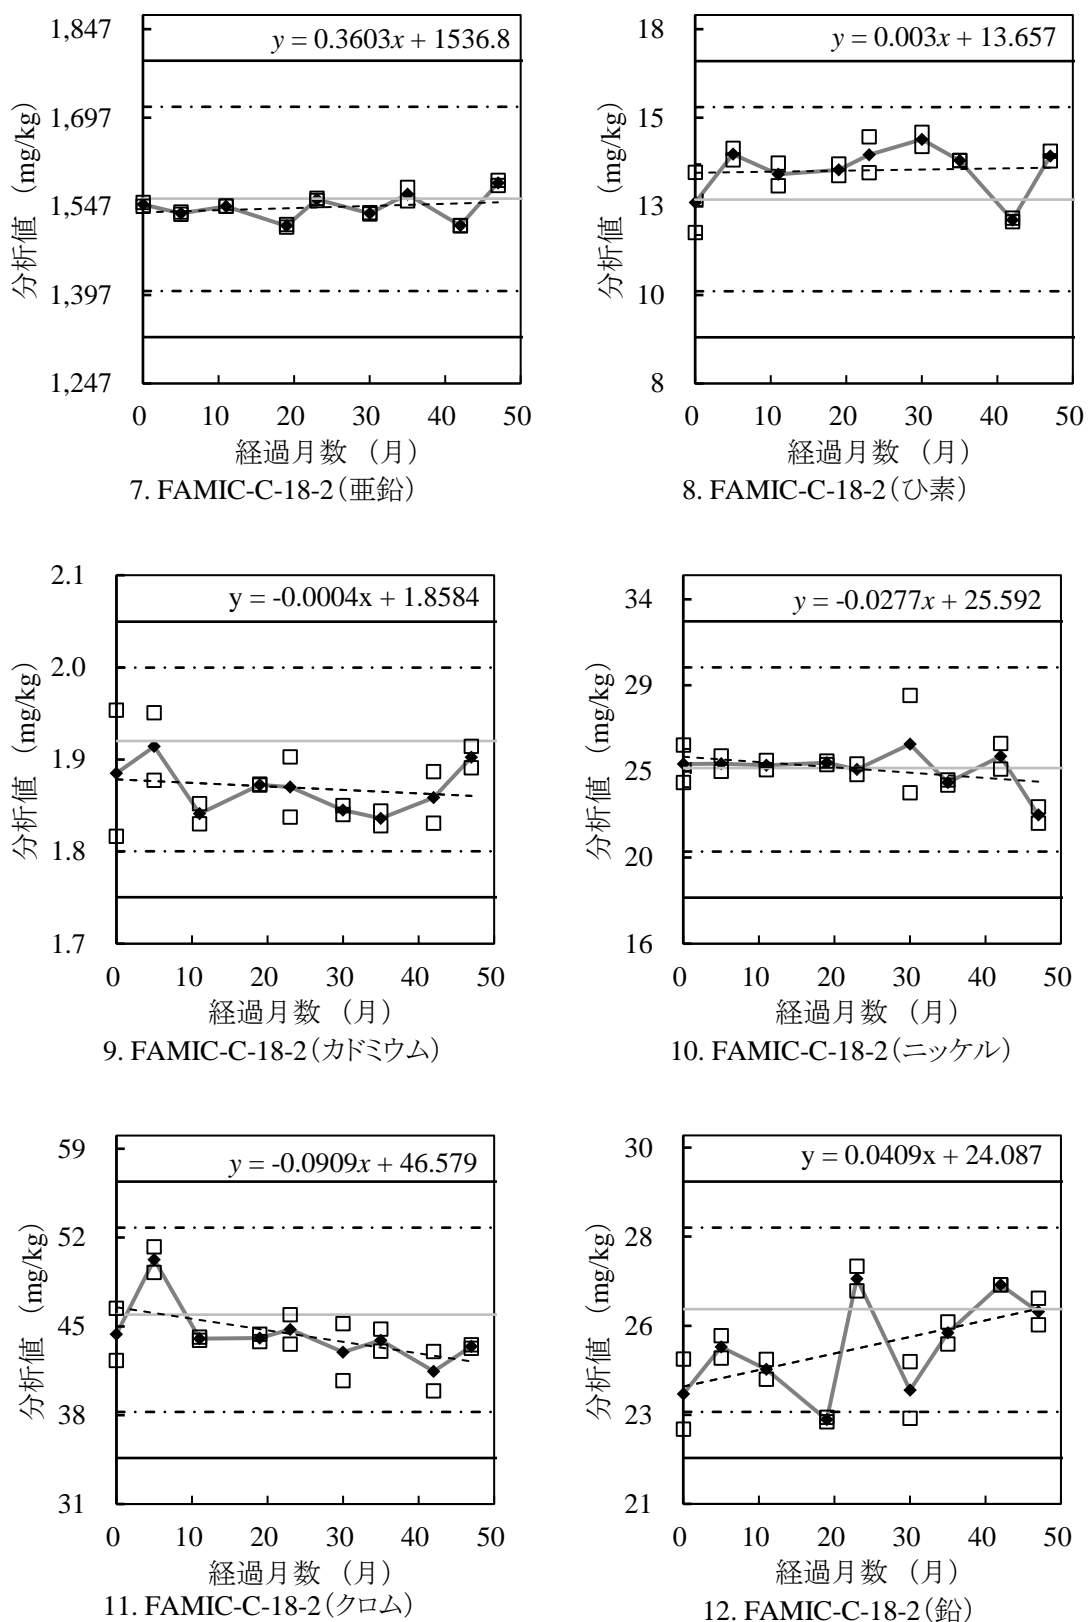 y = 0.3603x + 1536.8
1,847
1,697
1,547
1,397
1,247
分析値 (mg/kg)
0 10 20 30 40 50
経過月数 (月)
7. FAMIC-C-18-2(亜鉛)
y = 0.003x + 13.657
18
15
13
10
8
分析値 (mg/kg)
0 10 20 30 40 50
経過月数 (月)
8. FAMIC-C-18-2(ひ素)
y = -0.0004x + 1.8584
2.1
2.0
1.9
1.8
1.7
分析値 (mg/kg)
0 10 20 30 40 50
経過月数 (月)
9. FAMIC-C-18-2(カドミウム)
y = -0.0277x + 25.592
34
29
25
20
16
分析値 (mg/kg)
0 10 20 30 40 50
経過月数 (月)
10. FAMIC-C-18-2(ニッケル)
y = -0.0909x + 46.579
59
52
45
38
31
分析値 (mg/kg)
0 10 20 30 40 50
経過月数 (月)
11. FAMIC-C-18-2(クロム)
y = 0.0409x + 24.087
30
28
26
23
21
分析値 (mg/kg)
0 10 20 30 40 50
経過月数 (月)
12. FAMIC-C-18-2(鉛)